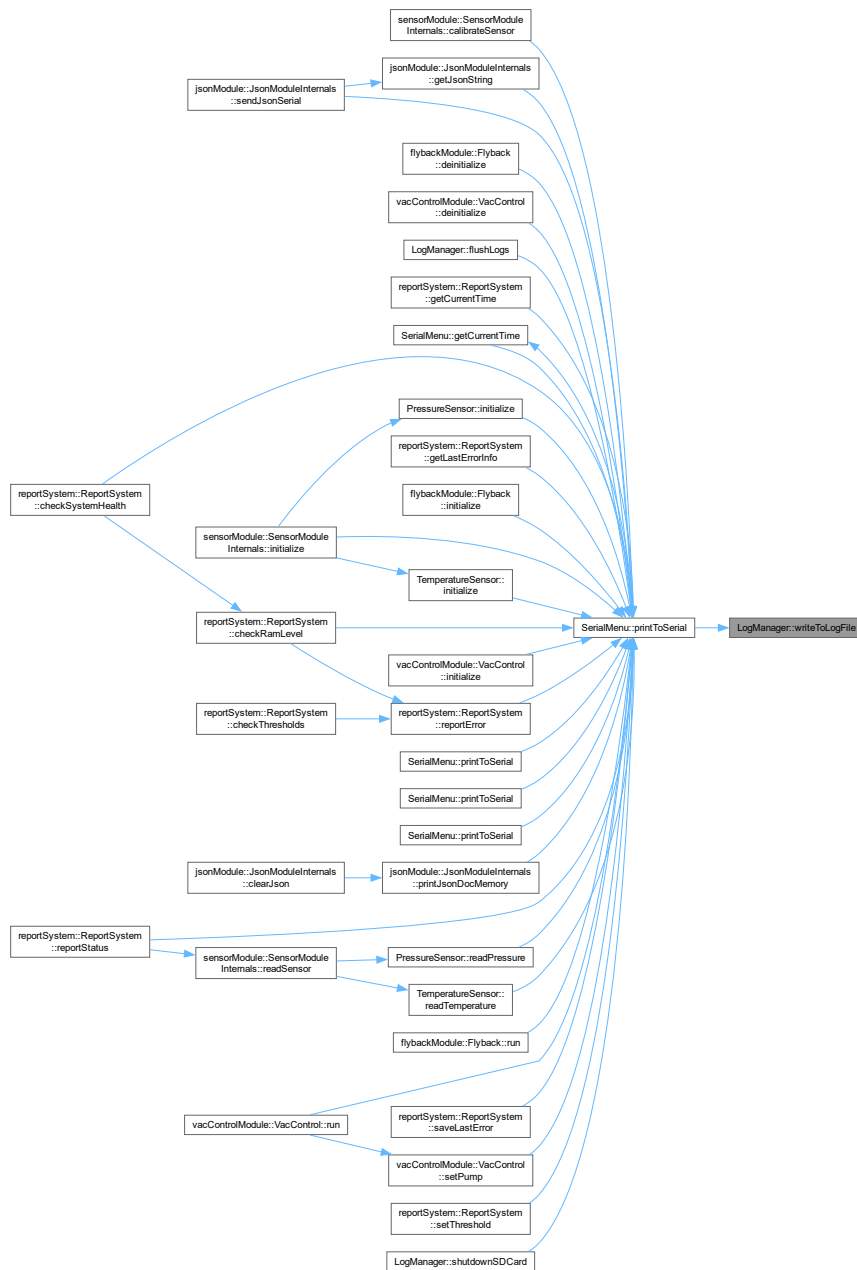 sensorModule::SensorModule
Internals::calibrateSensor
jsonModule::JsonModuleInternals
::getJsonString
jsonModule::JsonModuleInternals
::sendJsonSerial
flybackModule::Flyback
::deinitialize
vacControlModule::VacControl
::deinitialize
LogManager::flushLogs
reportSystem::ReportSystem
::getCurrentTime
SerialMenu::getCurrentTime
PressureSensor::initialize
reportSystem::ReportSystem
::getLastErrorInfo
reportSystem::ReportSystem
::checkSystemHealth
flybackModule::Flyback
::initialize
sensorModule::SensorModule
Internals::initialize
TemperatureSensor::
initialize
reportSystem::ReportSystem
::checkRamLevel
SerialMenu::printToSerial
LogManager::writeToLogFile
vacControlModule::VacControl
::initialize
reportSystem::ReportSystem
::checkThresholds
reportSystem::ReportSystem
::reportError
SerialMenu::printToSerial
SerialMenu::printToSerial
SerialMenu::printToSerial
jsonModule::JsonModuleInternals
::clearJson
jsonModule::JsonModuleInternals
::printJsonDocMemory
reportSystem::ReportSystem
::reportStatus
sensorModule::SensorModule
Internals::readSensor
PressureSensor::readPressure
TemperatureSensor::
readTemperature
flybackModule::Flyback::run
vacControlModule::VacControl::run
reportSystem::ReportSystem
::saveLastError
vacControlModule::VacControl
::setPump
reportSystem::ReportSystem
::setThreshold
LogManager::shutdownSDCard